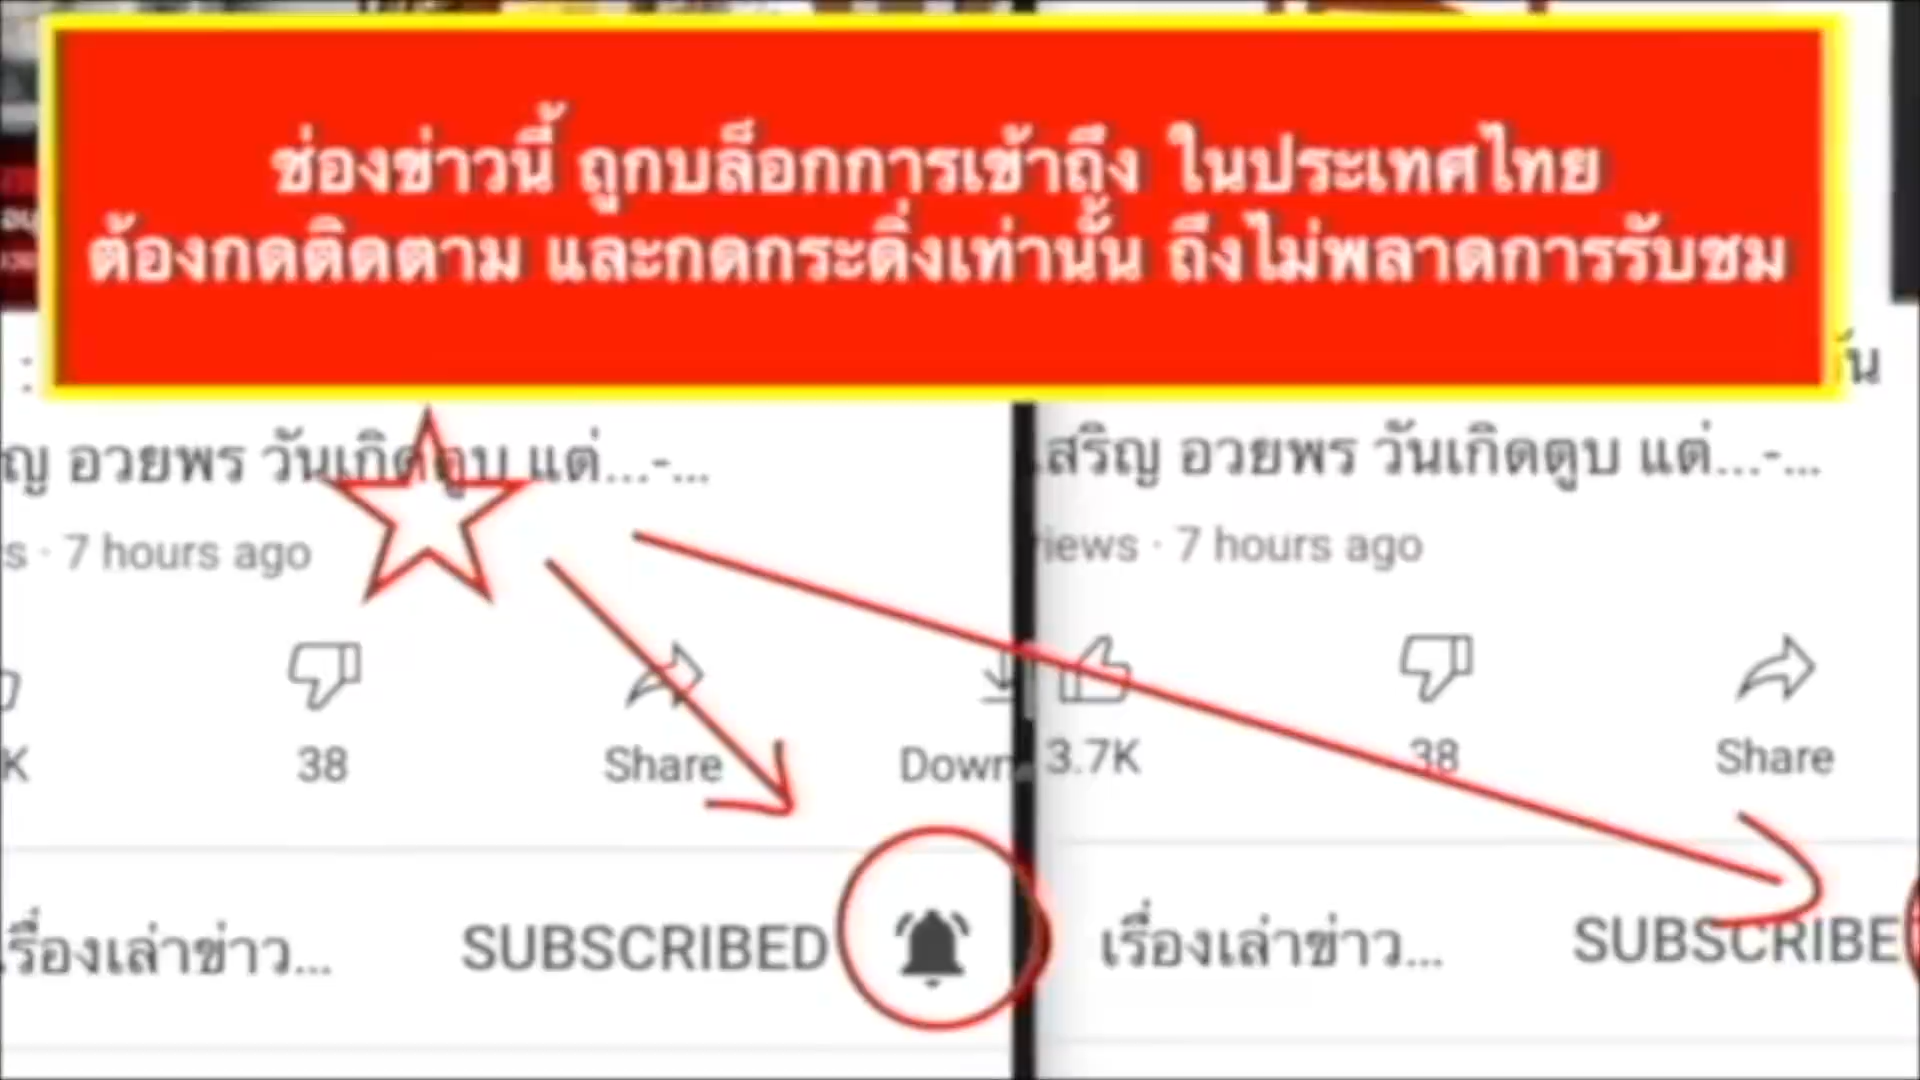 ช่องข่าวนี้ ถูกบล็อกการเข้าถึง ในประเทศไทย
ต้องกดติดตาม และกดกระดิ่งเท่านั้น ถึงไม่พลาดการรับชม
ญ อวยพร วันเกิดตูบ แต่...-...
s · 7 hours ago
K
38
Share
Down
รื่องเล่าข่าว...
SUBSCRIBED
สริญ อวยพร วันเกิดตูบ แต่...-...
iews · 7 hours ago
3.7K
38
Share
เรื่องเล่าข่าว...
SUBSCRIBE